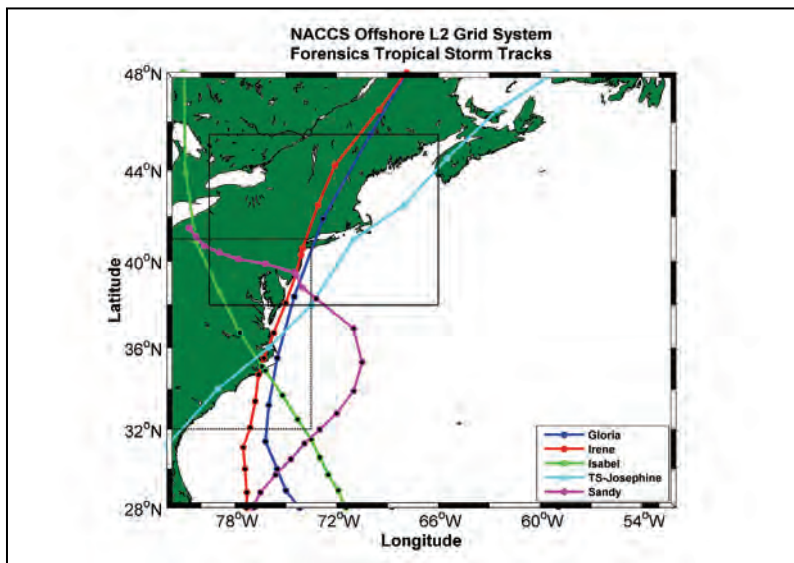 NACCS Offshore L2 Grid System
Forensics Tropical Storm Tracks
48°N
44°N
40°N
36°N
32°N
28°N
Latitude
78°W
72°W
66°W
60°W
54°W
Longitude
Gloria
Irene
Isabel
TS-Josephine
Sandy